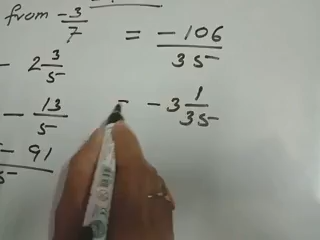 from -3/7
- 2 3/5
- 13/5
- 91
= -106/35
- -3 1/35